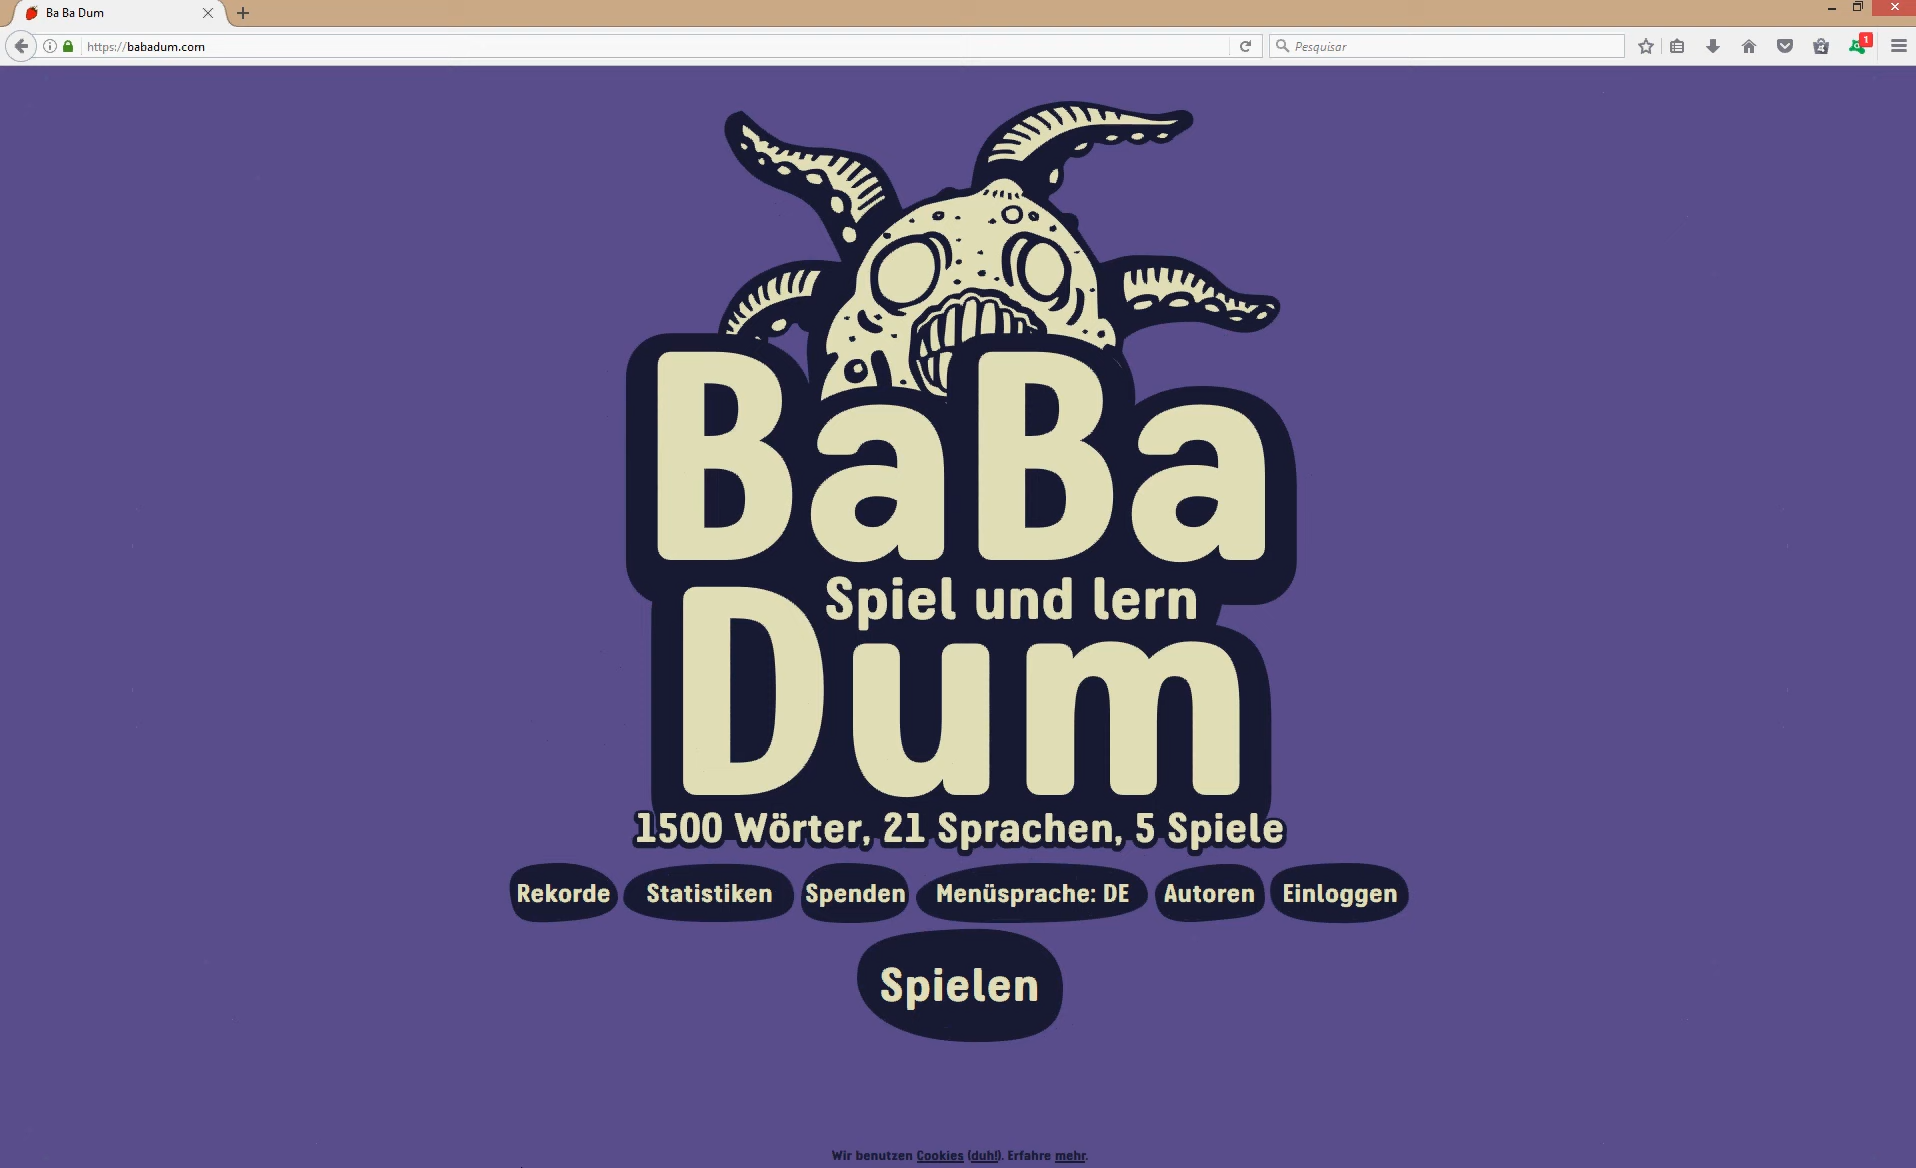 Ba Ba Dum
https://babadum.com
Pesquisar
1
BaBa
Spiel und lern
Dum
1500 Wörter, 21 Sprachen, 5 Spiele
Rekorde Statistiken Spenden Menüsprache: DE Autoren Einloggen
Spielen
Wir benutzen Cookies (duh!). Erfahre mehr.